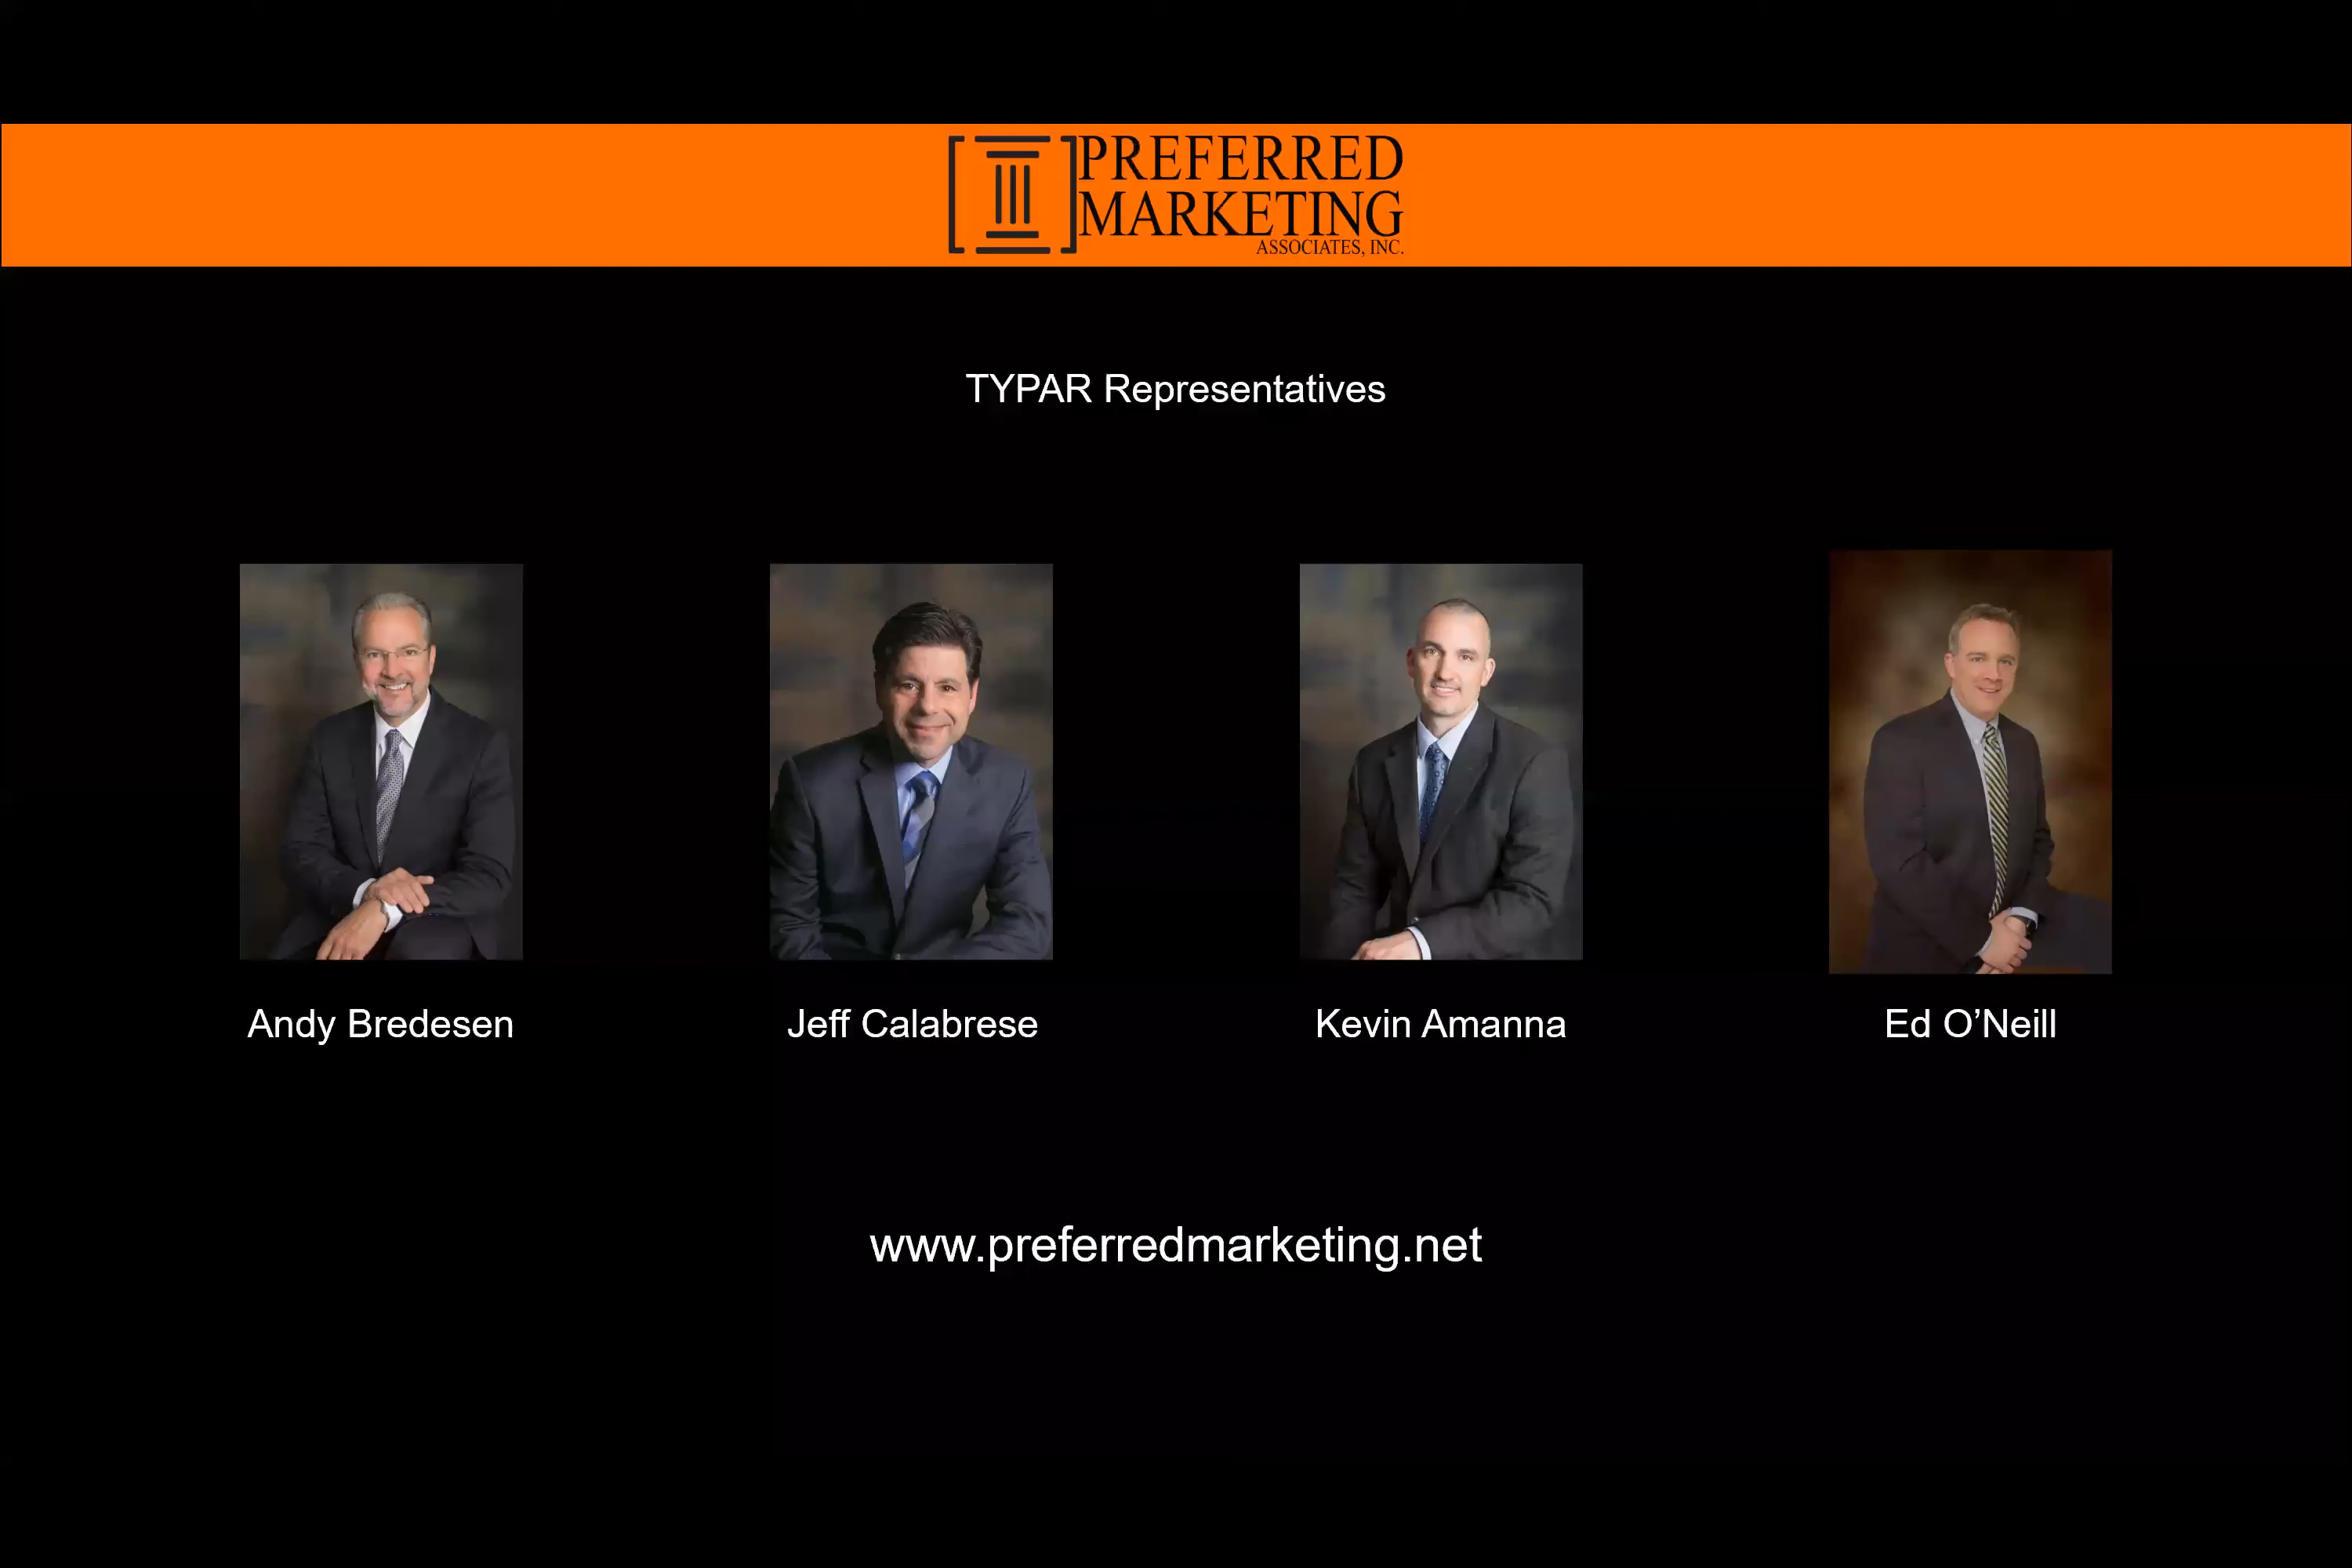 PREFERRED
MARKETING
ASSOCIATES, INC.
TYPAR Representatives
Andy Bredesen
Jeff Calabrese
Kevin Amanna
Ed O’Neill
www.preferredmarketing.net